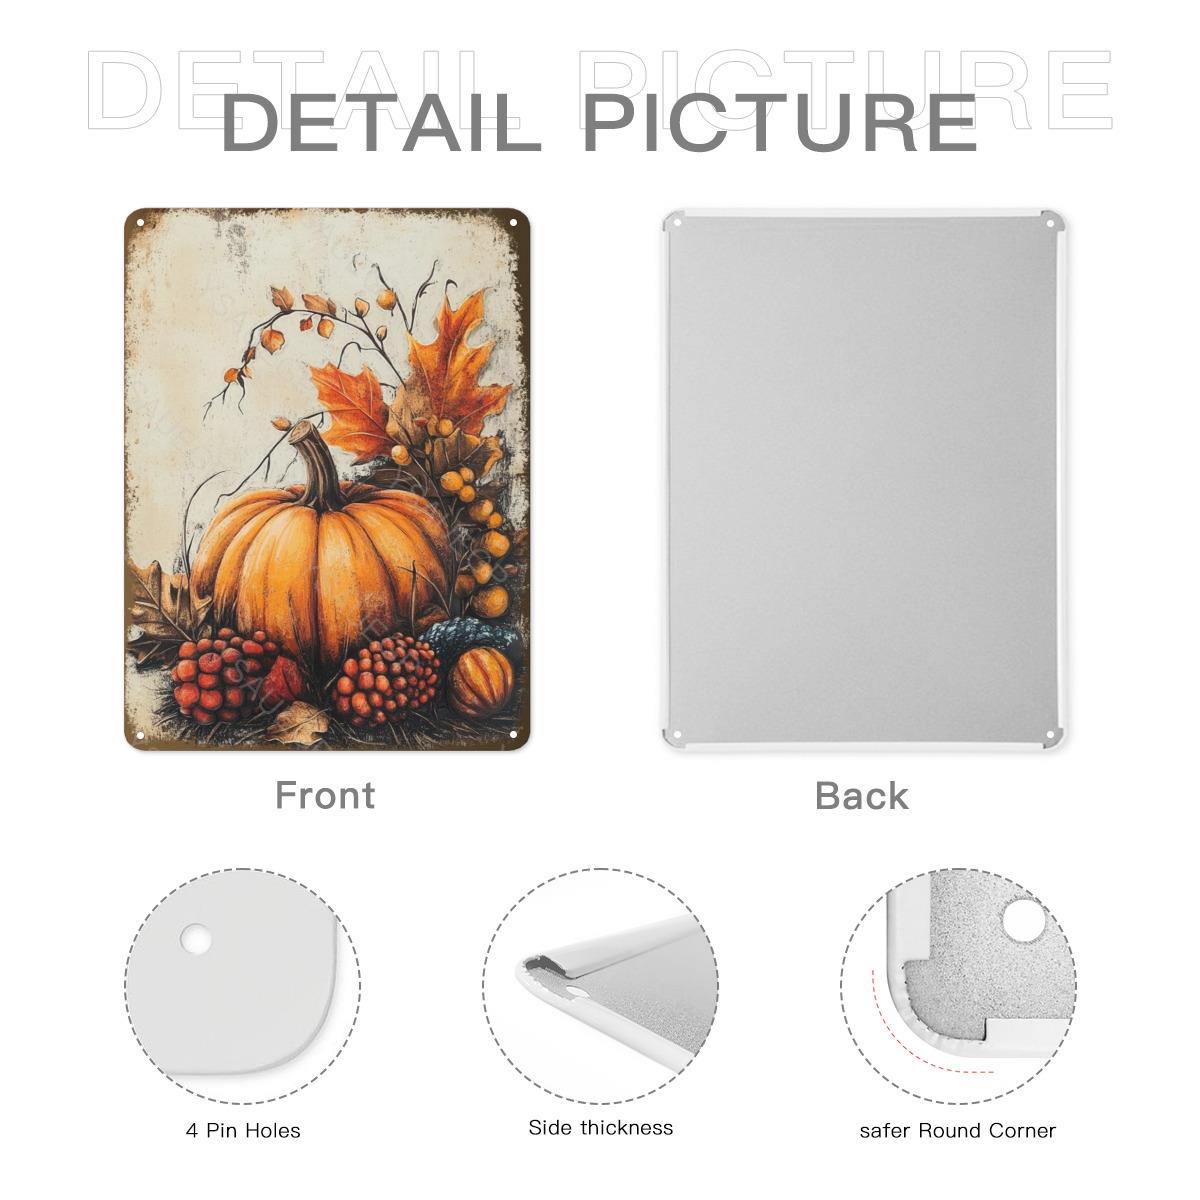 DETAIL PICTURE
DETAIL PICTURE
Front
Back
4 Pin Holes
Side thickness
safer Round Corner